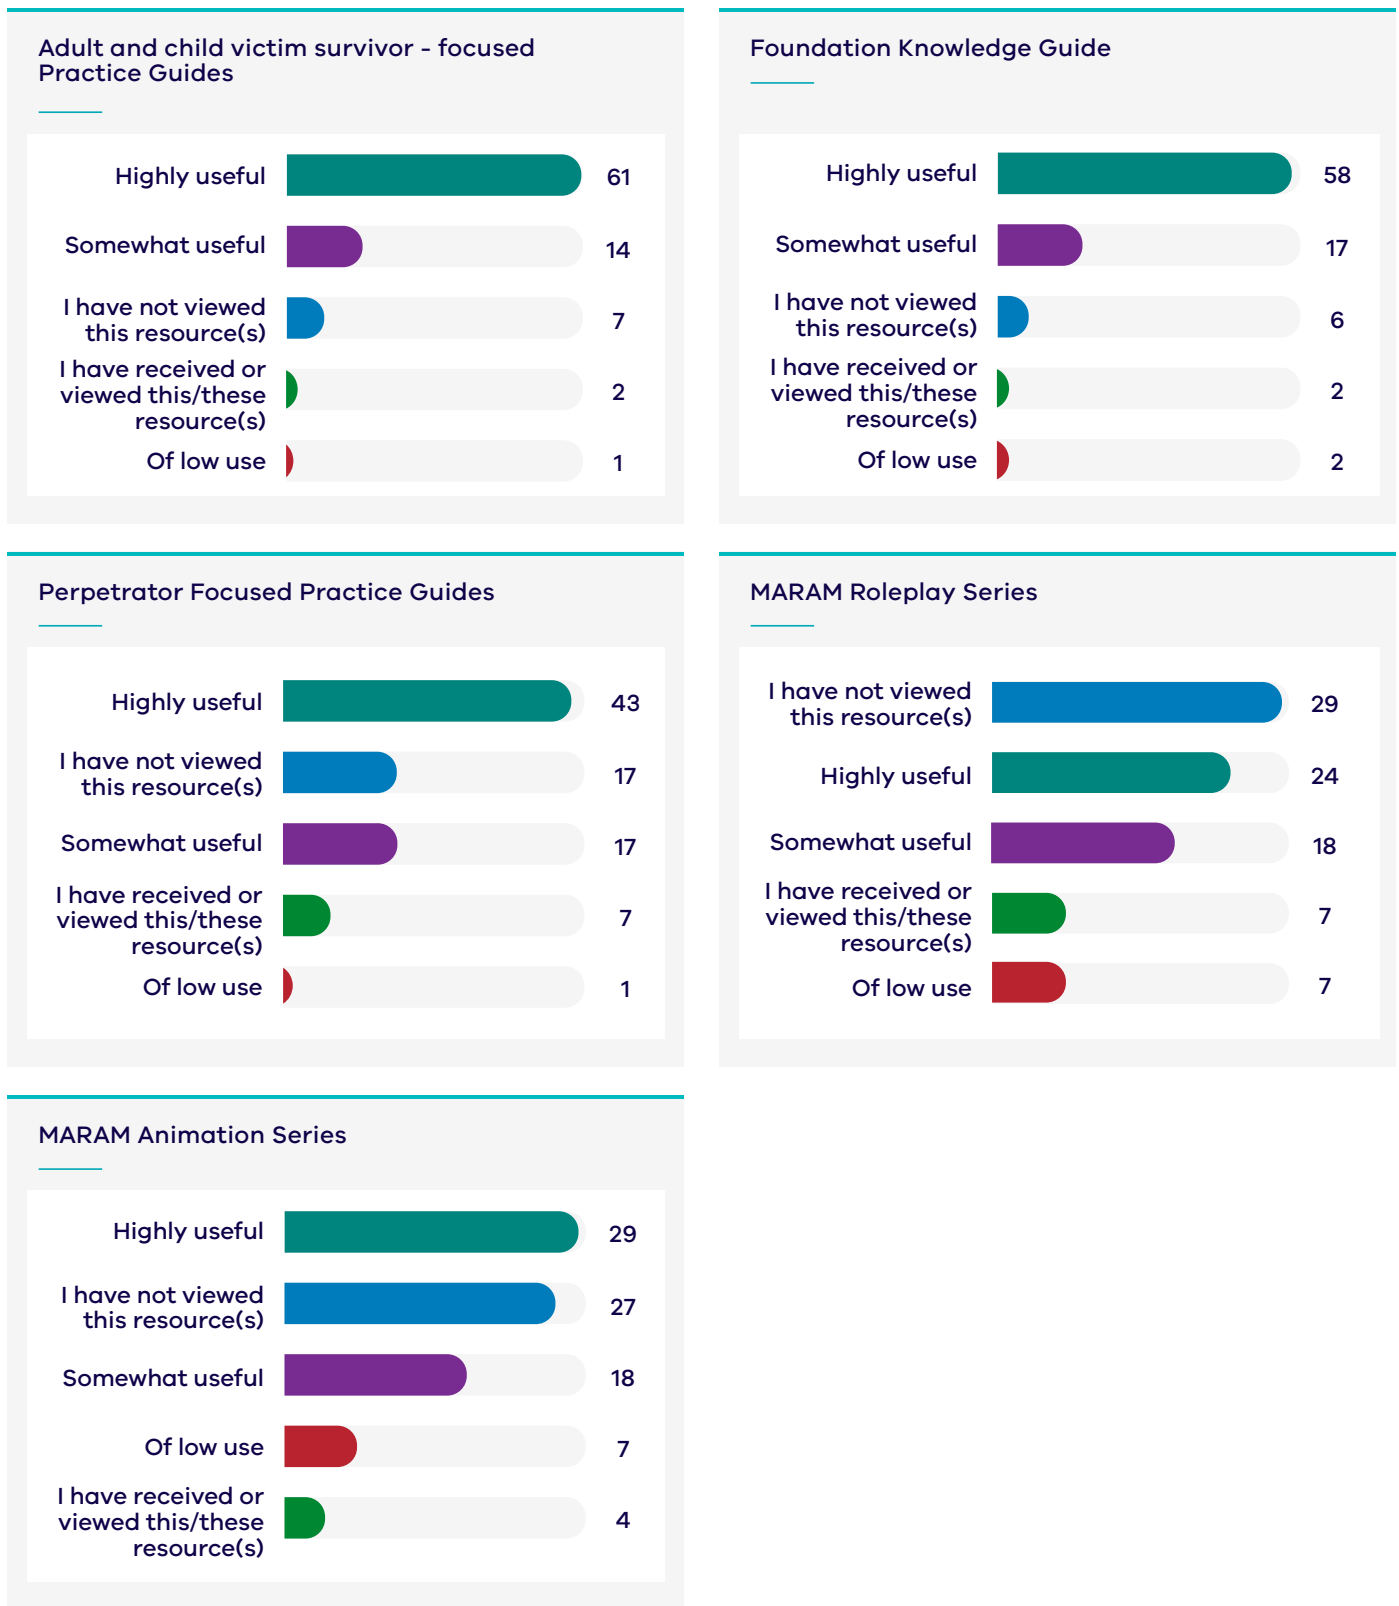 Adult and child victim survivor - focused
Practice Guides
Highly useful
61
Somewhat useful
14
I have not viewed
this resource(s)
7
I have received or
viewed this/these
resource(s)
2
Of low use
1
Foundation Knowledge Guide
Highly useful
58
Somewhat useful
17
I have not viewed
this resource(s)
6
I have received or
viewed this/these
resource(s)
2
Of low use
2
Perpetrator Focused Practice Guides
Highly useful
43
I have not viewed
this resource(s)
17
Somewhat useful
17
I have received or
viewed this/these
resource(s)
7
Of low use
1
MARAM Roleplay Series
I have not viewed
this resource(s)
29
Highly useful
24
Somewhat useful
18
I have received or
viewed this/these
resource(s)
7
Of low use
7
MARAM Animation Series
Highly useful
29
I have not viewed
this resource(s)
27
Somewhat useful
18
Of low use
7
I have received or
viewed this/these
resource(s)
4